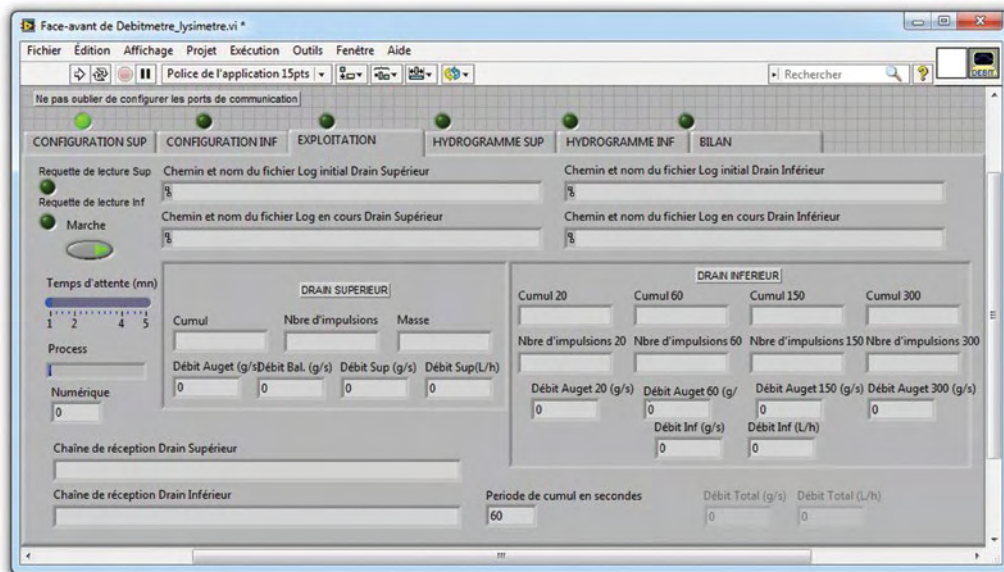 Face-avant de Debitmetre_lysimetre.vi *
Fichier Édition Affichage Projet Exécution Outils Fenêtre Aide
Police de l'application 15pts Rechercher
DEBIT
Ne pas oublier de configurer les ports de communication
CONFIGURATION SUP CONFIGURATION INF EXPLOITATION HYDROGRAMME SUP HYDROGRAMME INF BILAN
Requette de lecture Sup Chemin et nom du fichier Log initial Drain Supérieur Chemin et nom du fichier Log initial Drain Inférieur
Requette de lecture Inf
Marche Chemin et nom du fichier Log en cours Drain Supérieur Chemin et nom du fichier Log en cours Drain Inférieur
Temps d'attente (mn)
1 2 4 5
Process
Numérique
0
DRAIN SUPERIEUR
Cumul Nbre d'impulsions Masse
Débit Auget (g/s) Débit Bal. (g/s) Débit Sup (g/s) Débit Sup(L/h)
0 0 0 0
DRAIN INFERIEUR
Cumul 20 Cumul 60 Cumul 150 Cumul 300
Nbre d'impulsions 20 Nbre d'impulsions 60 Nbre d'impulsions 150 Nbre d'impulsions 300
Débit Auget 20 (g/s) Débit Auget 60 (g/ Débit Auget 150 (g/s) Débit Auget 300 (g/s)
0 0 0 0
Débit Inf (g/s) Débit Inf (L/h)
0 0
Chaîne de réception Drain Supérieur
Chaîne de réception Drain Inférieur
Periode de cumul en secondes Débit Total (g/s) Débit Total (L/h)
60 0 0